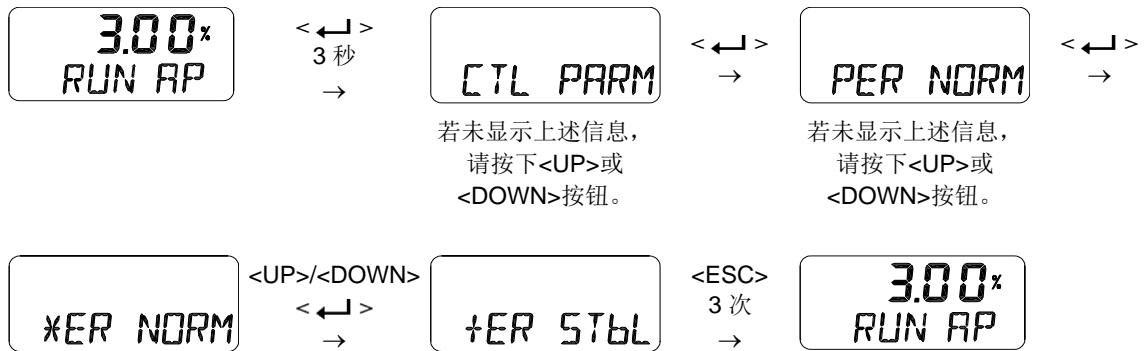 3.00%
RUN AP
< ↵ >
3 秒
→
CTL PARM
若未显示上述信息，
请按下<UP>或
<DOWN>按钮。
< ↵ >
→
PER NORM
若未显示上述信息，
请按下<UP>或
<DOWN>按钮。
< ↵ >
→
*ER NORM
<UP>/<DOWN>
< ↵ >
→
+ER STbL
<ESC>
3 次
→
3.00%
RUN AP